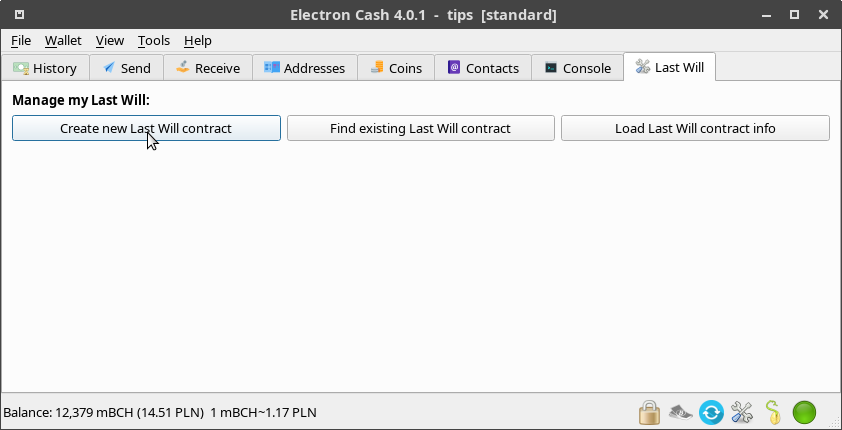 Electron Cash 4.0.1 - tips [standard]
File Wallet View Tools Help
History Send Receive Addresses Coins Contacts Console Last Will
Manage my Last Will:
Create new Last Will contract Find existing Last Will contract Load Last Will contract info
Balance: 12,379 mBCH (14.51 PLN) 1 mBCH~1.17 PLN